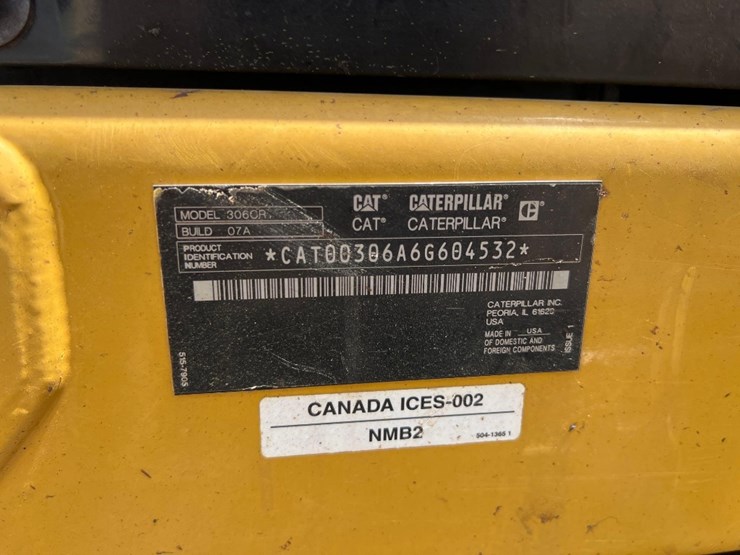 MODEL 306CR
BUILD 07A
CAT® CATERPILLAR®
CAT® CATERPILLAR® C
PRODUCT IDENTIFICATION NUMBER *CAT00306A6G604532*
CATERPILLAR INC.
PEORIA, IL 61629
USA
MADE IN USA
OF DOMESTIC AND
FOREIGN COMPONENTS
ISSUE 1
515-7905
CANADA ICES-002
NMB2
504-1365 1